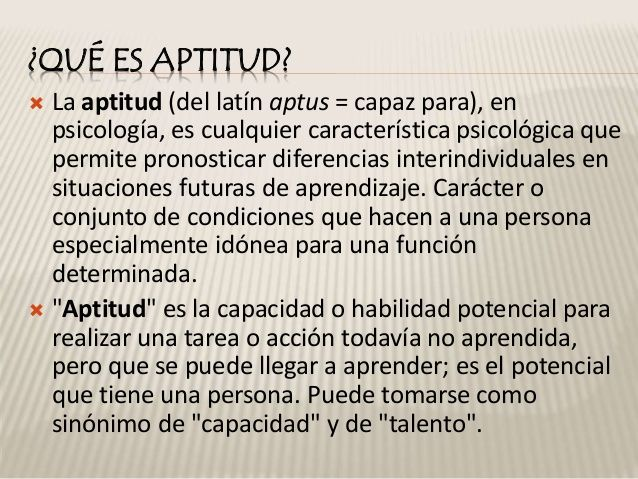 ¿QUÉ ES APTITUD?
La aptitud (del latín aptus = capaz para), en
psicología, es cualquier característica psicológica que
permite pronosticar diferencias interindividuales en
situaciones futuras de aprendizaje. Carácter o
conjunto de condiciones que hacen a una persona
especialmente idónea para una función
determinada.
"Aptitud" es la capacidad o habilidad potencial para
realizar una tarea o acción todavía no aprendida,
pero que se puede llegar a aprender; es el potencial
que tiene una persona. Puede tomarse como
sinónimo de "capacidad" y de "talento".